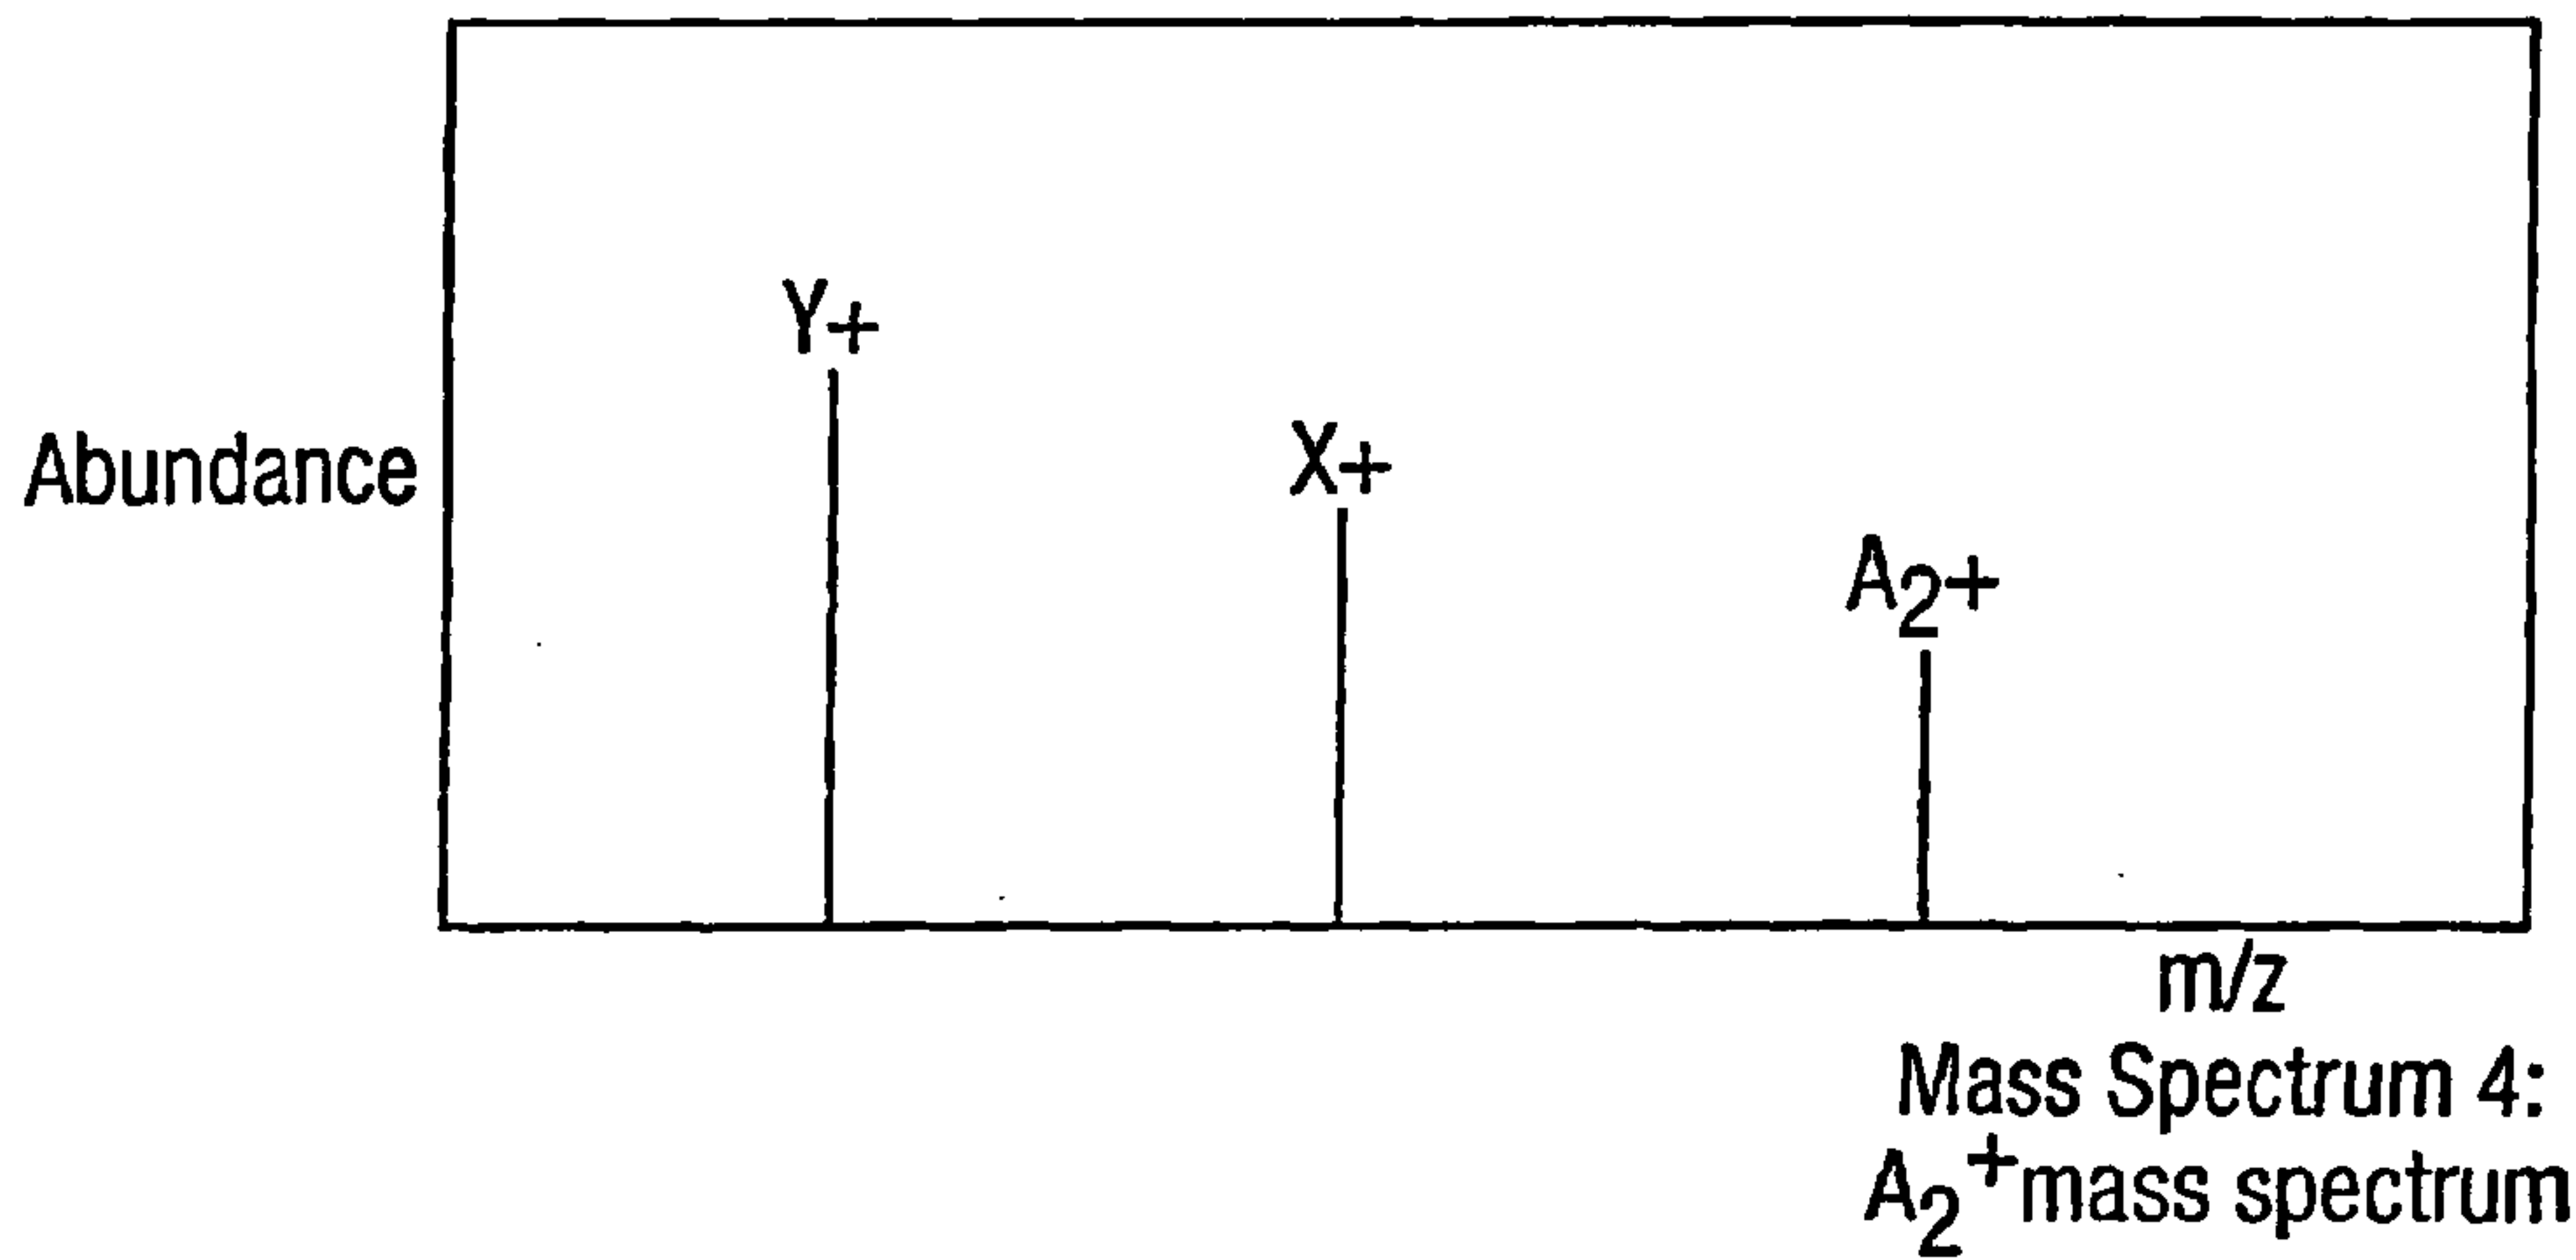 Y+
X+
A₂+
Abundance
m/z
Mass Spectrum 4:
A₂⁺mass spectrum